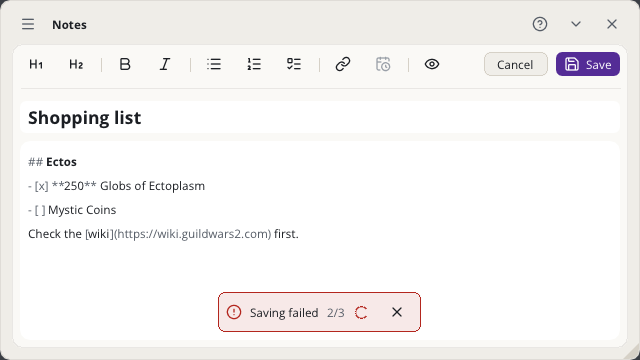 Notes
H1 H2 B I Cancel Save
Shopping list
## Ectos
- [x] **250** Globs of Ectoplasm
- [ ] Mystic Coins
Check the [wiki](https://wiki.guildwars2.com) first.
Saving failed 2/3